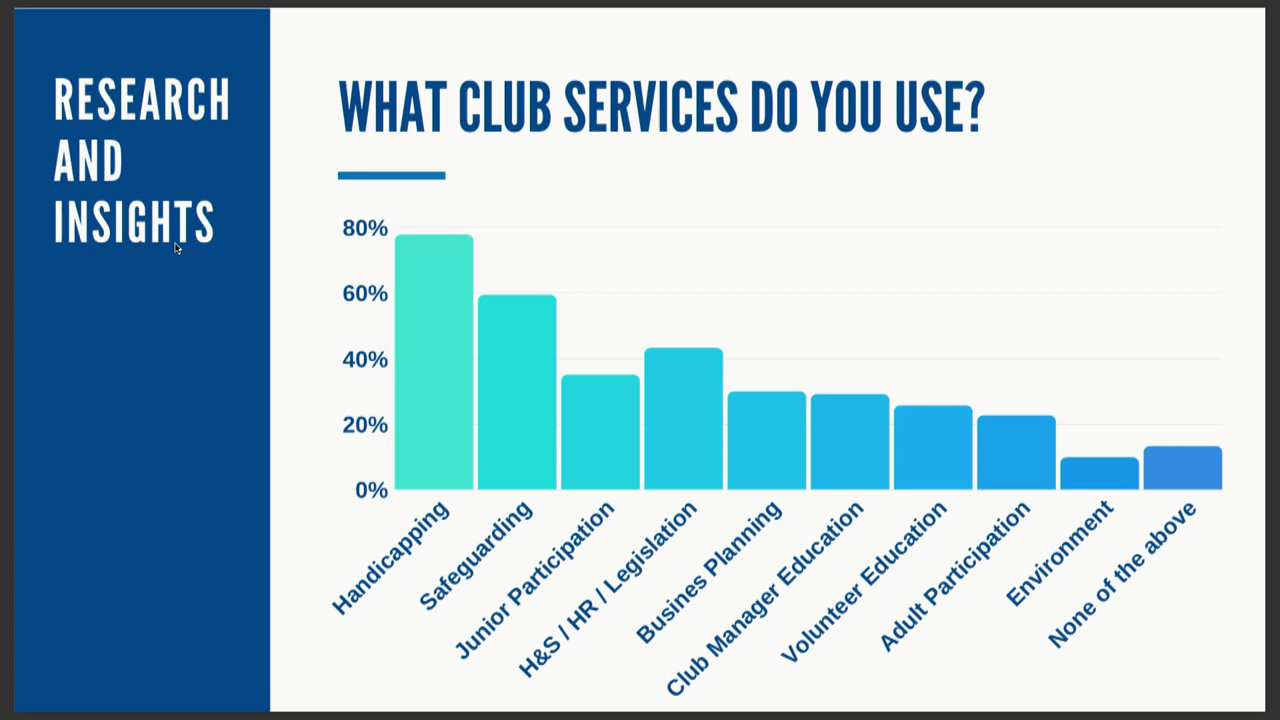 RESEARCH
AND
INSIGHTS
WHAT CLUB SERVICES DO YOU USE?
80%
60%
40%
20%
0%
Handicapping
Safeguarding
Junior Participation
H&S / HR / Legislation
Busines Planning
Club Manager Education
Volunteer Education
Adult Participation
Environment
None of the above